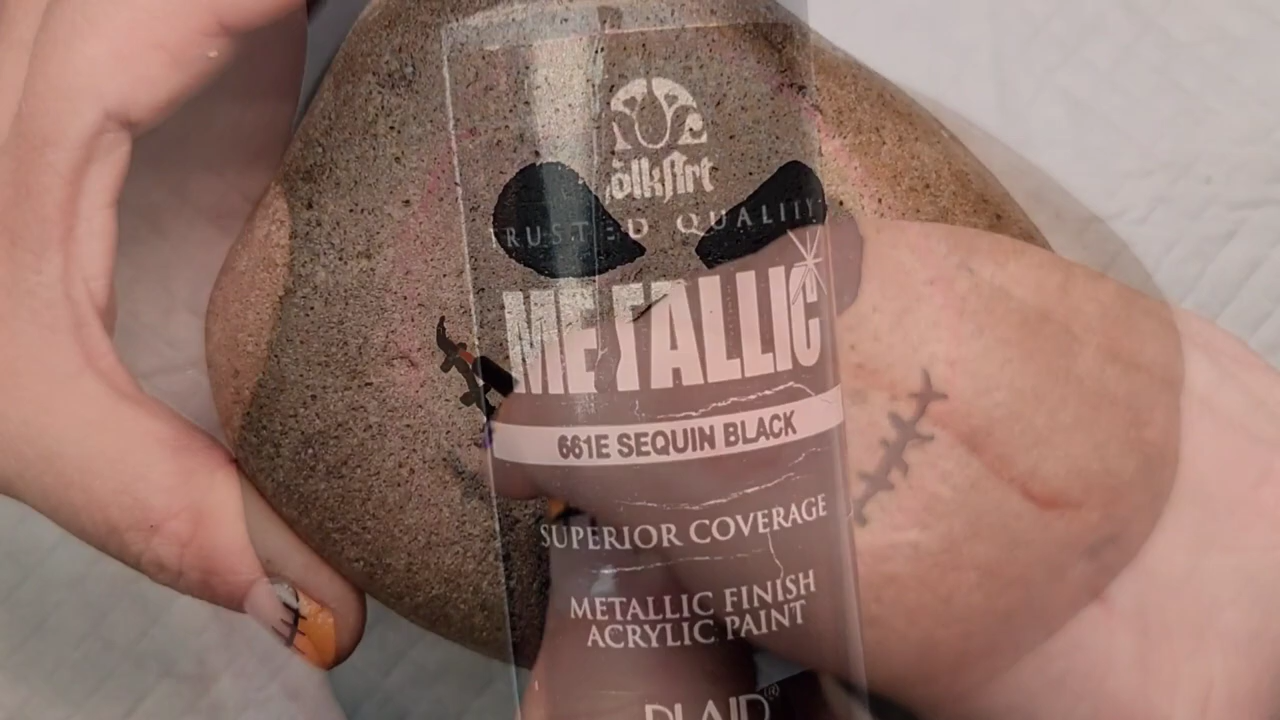 FolkArt
TRUSTED QUALITY
METALLIC
661E SEQUIN BLACK
SUPERIOR COVERAGE
METALLIC FINISH
ACRYLIC PAINT
PLAID®